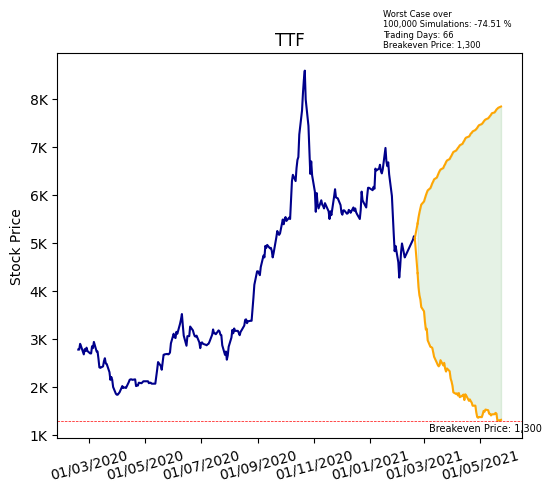 Worst Case over
100,000 Simulations: -74.51 %
Trading Days: 66
Breakeven Price: 1,300
TTF
Stock Price
8K
7K
6K
5K
4K
3K
2K
1K
Breakeven Price: 1,300
01/03/2020
01/05/2020
01/07/2020
01/09/2020
01/11/2020
01/01/2021
01/03/2021
01/05/2021